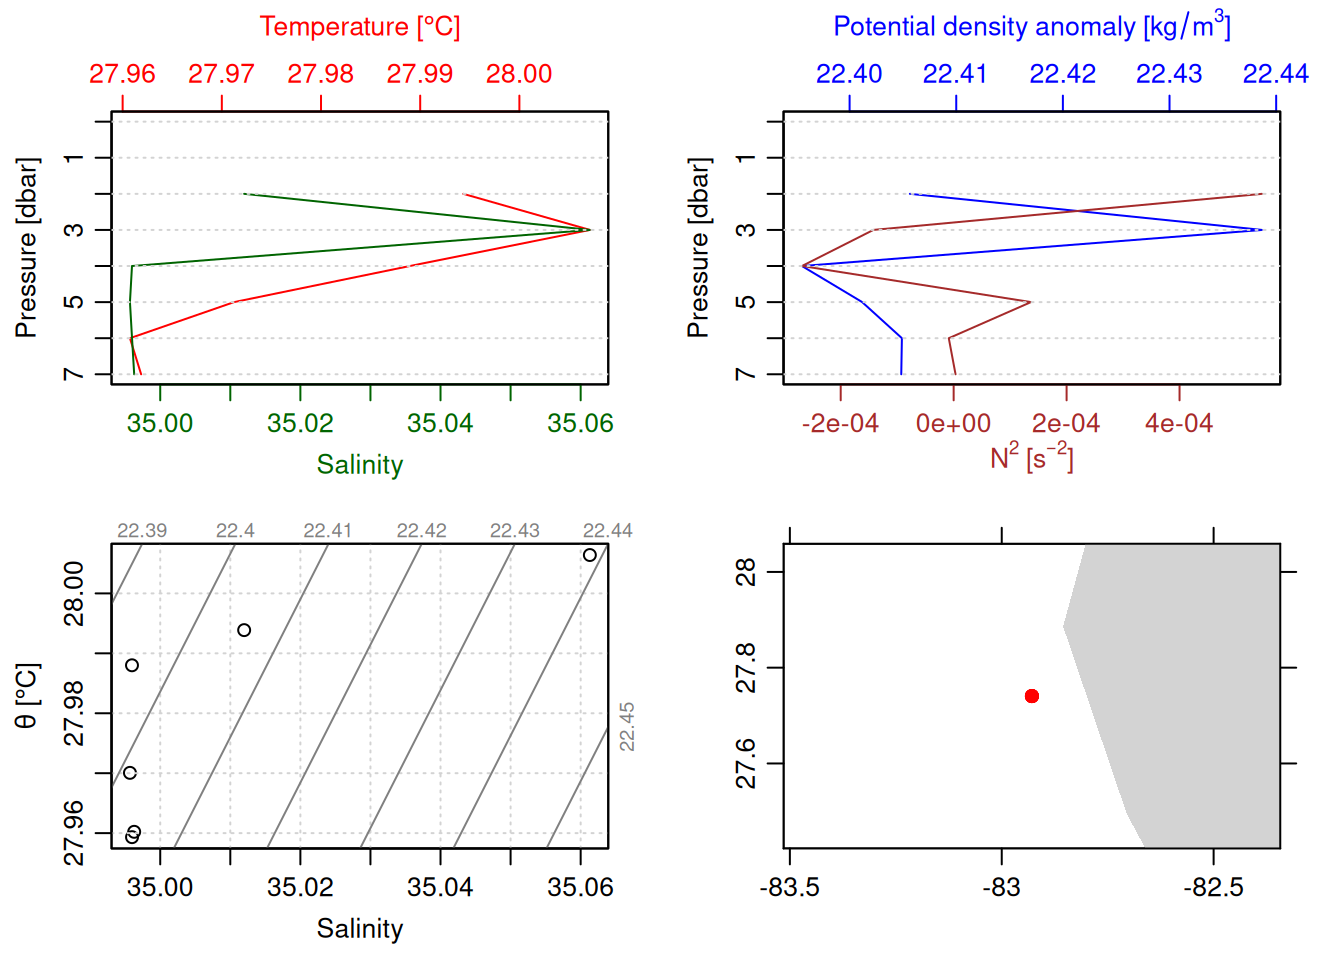 Temperature [°C]
27.96 27.97 27.98 27.99 28.00
Pressure [dbar]
1
3
5
7
35.00 35.02 35.04 35.06
Salinity
Potential density anomaly [kg/m³]
22.40 22.41 22.42 22.43 22.44
Pressure [dbar]
1
3
5
7
-2e-04 0e+00 2e-04 4e-04
N² [s⁻²]
22.39 22.4 22.41 22.42 22.43 22.44
22.45
θ [°C]
28.00
27.98
27.96
35.00 35.02 35.04 35.06
Salinity
28
27.8
27.6
-83.5 -83 -82.5